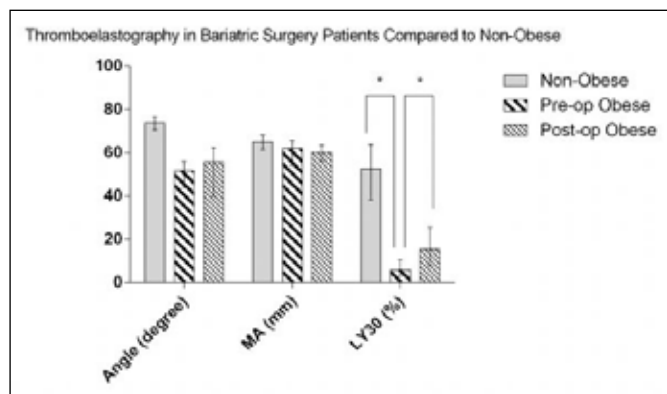 Thromboelastography in Bariatric Surgery Patients Compared to Non-Obese
100
80
60
40
20
0
* *
Non-Obese
Pre-op Obese
Post-op Obese
Angle (degree)
MA (mm)
LY30 (%)